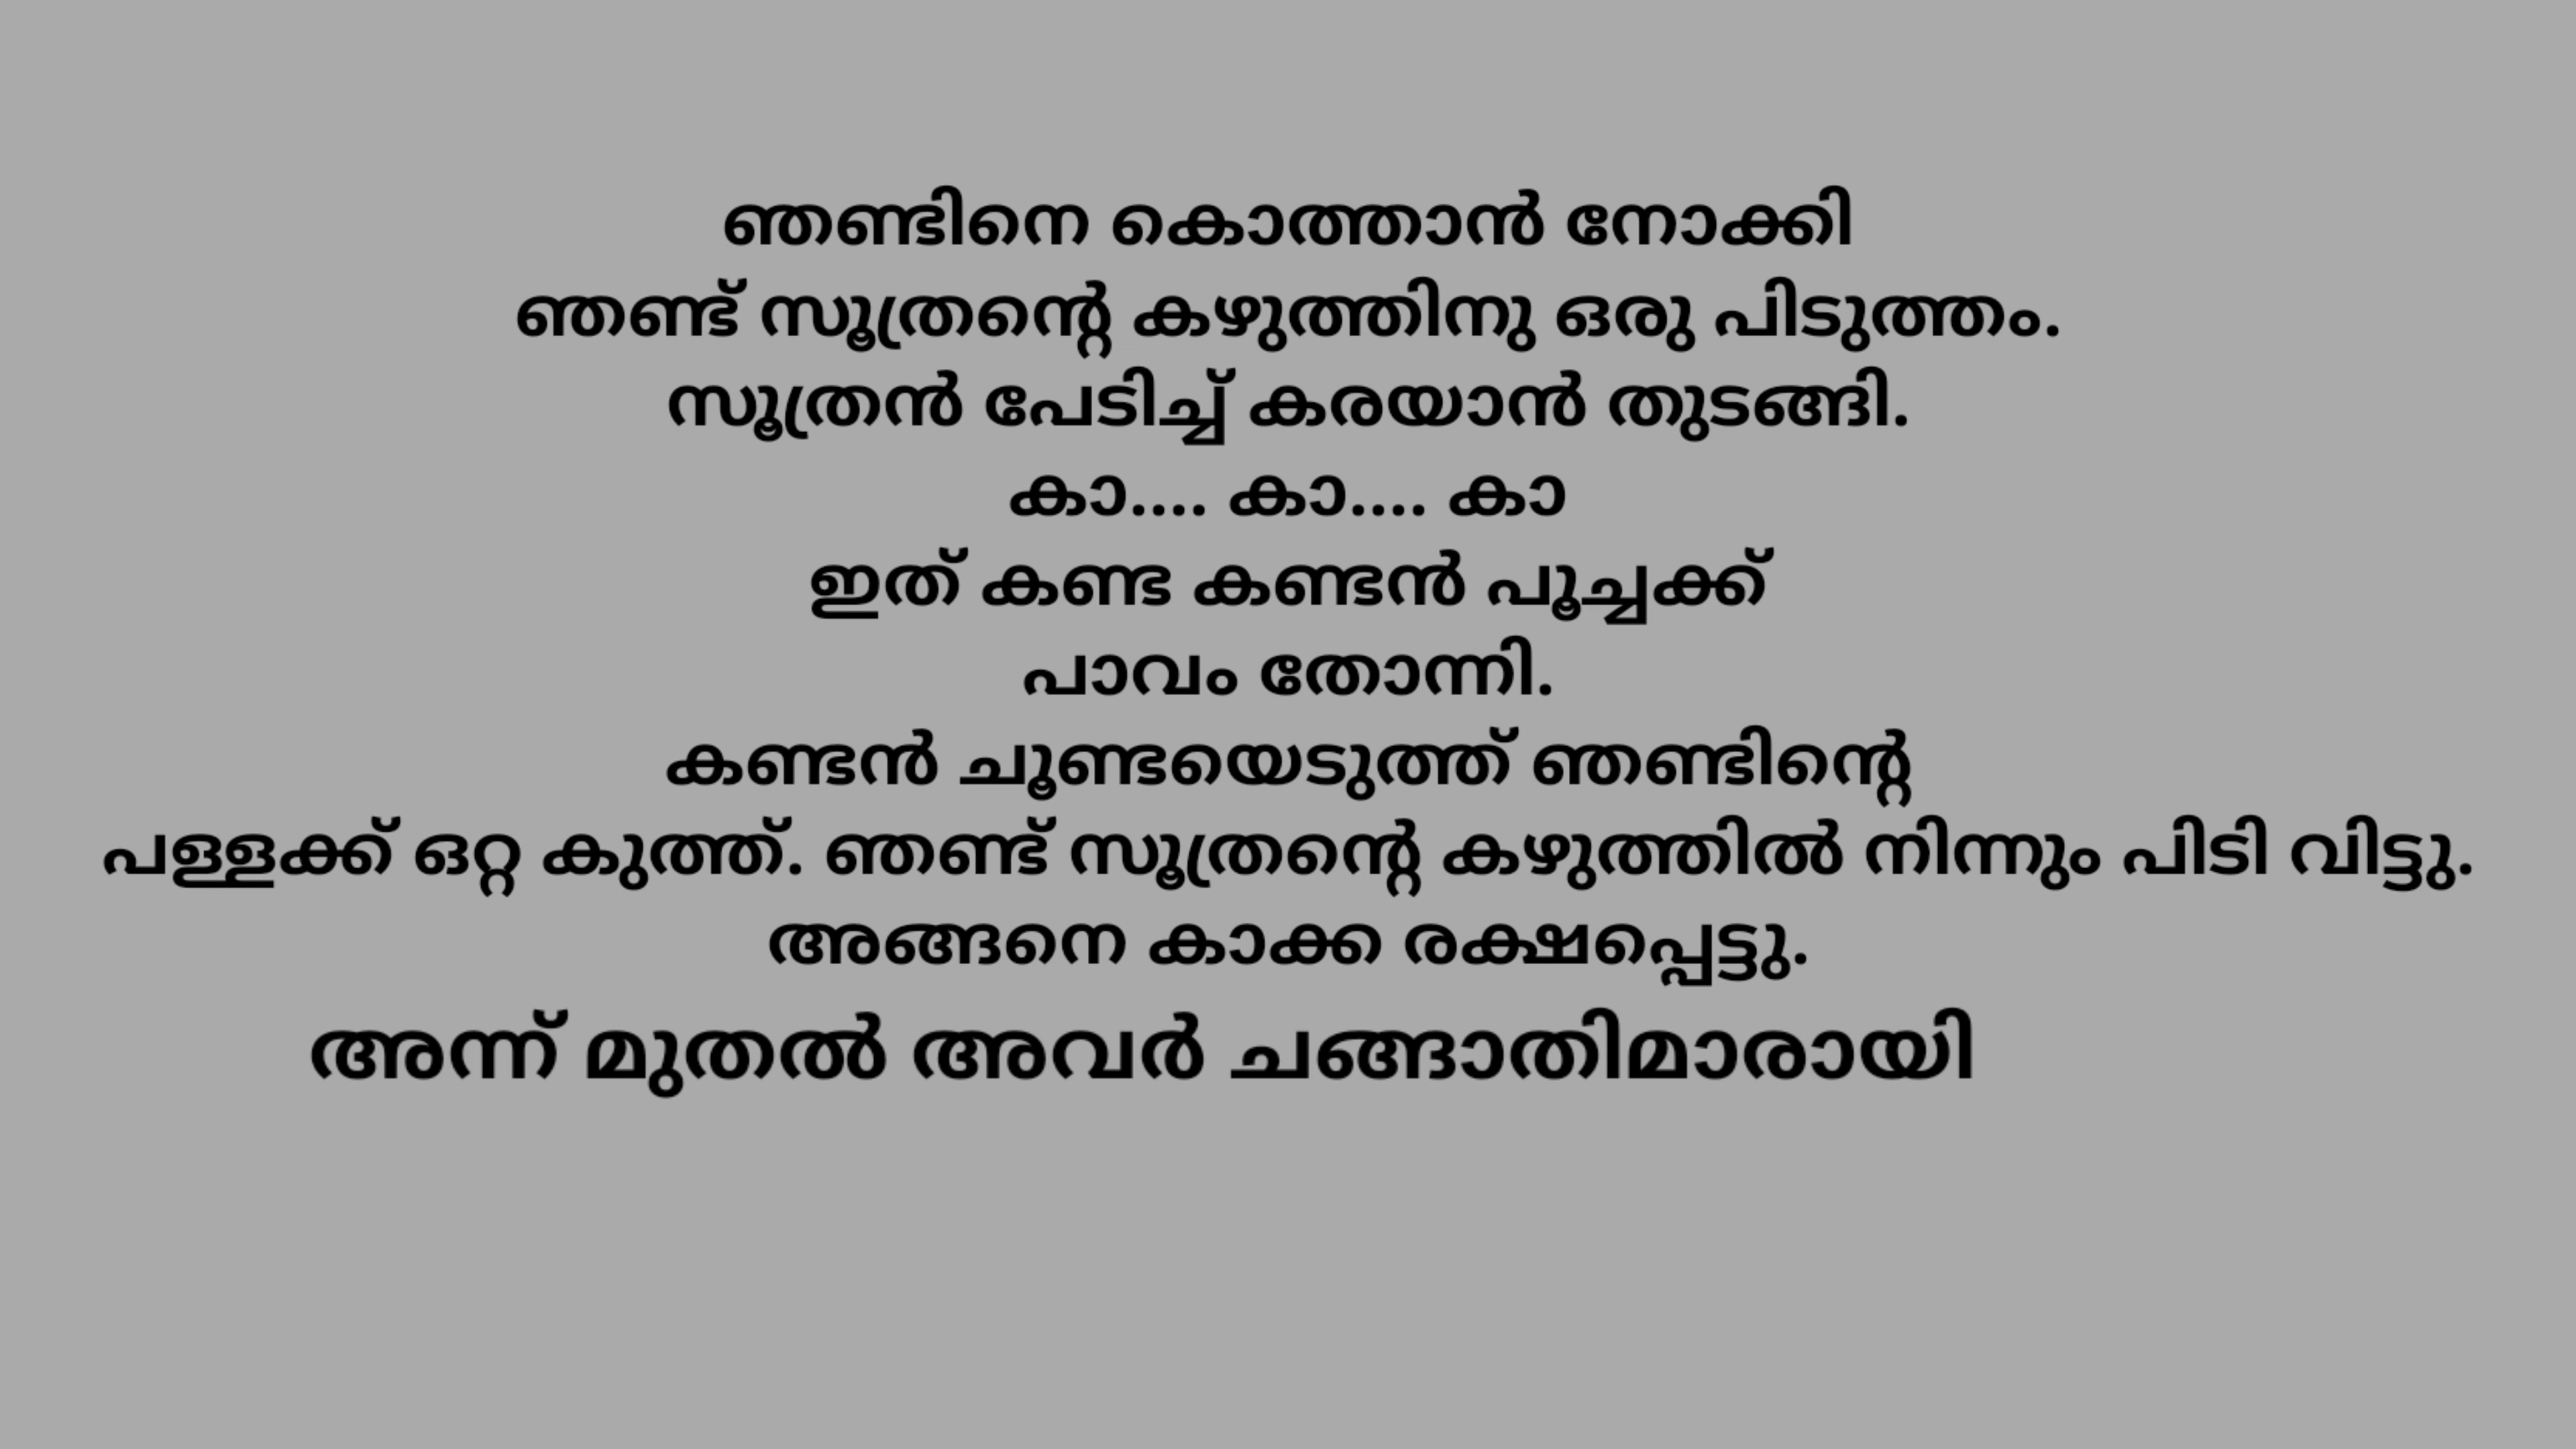 ഞണ്ടിനെ കൊത്താൻ നോക്കി
ഞണ്ട് സൂത്രന്റെ കഴുത്തിനു ഒരു പിടുത്തം.
സൂത്രൻ പേടിച്ച് കരയാൻ തുടങ്ങി.
കാ.... കാ.... കാ
ഇത് കണ്ട കണ്ടൻ പൂച്ചക്ക്
പാവം തോന്നി.
കണ്ടൻ ചൂണ്ടയെടുത്ത് ഞണ്ടിന്റെ
പള്ളക്ക് ഒറ്റ കുത്ത്. ഞണ്ട് സൂത്രന്റെ കഴുത്തിൽ നിന്നും പിടി വിട്ടു.
അങ്ങനെ കാക്ക രക്ഷപ്പെട്ടു.
അന്ന് മുതൽ അവർ ചങ്ങാതിമാരായി